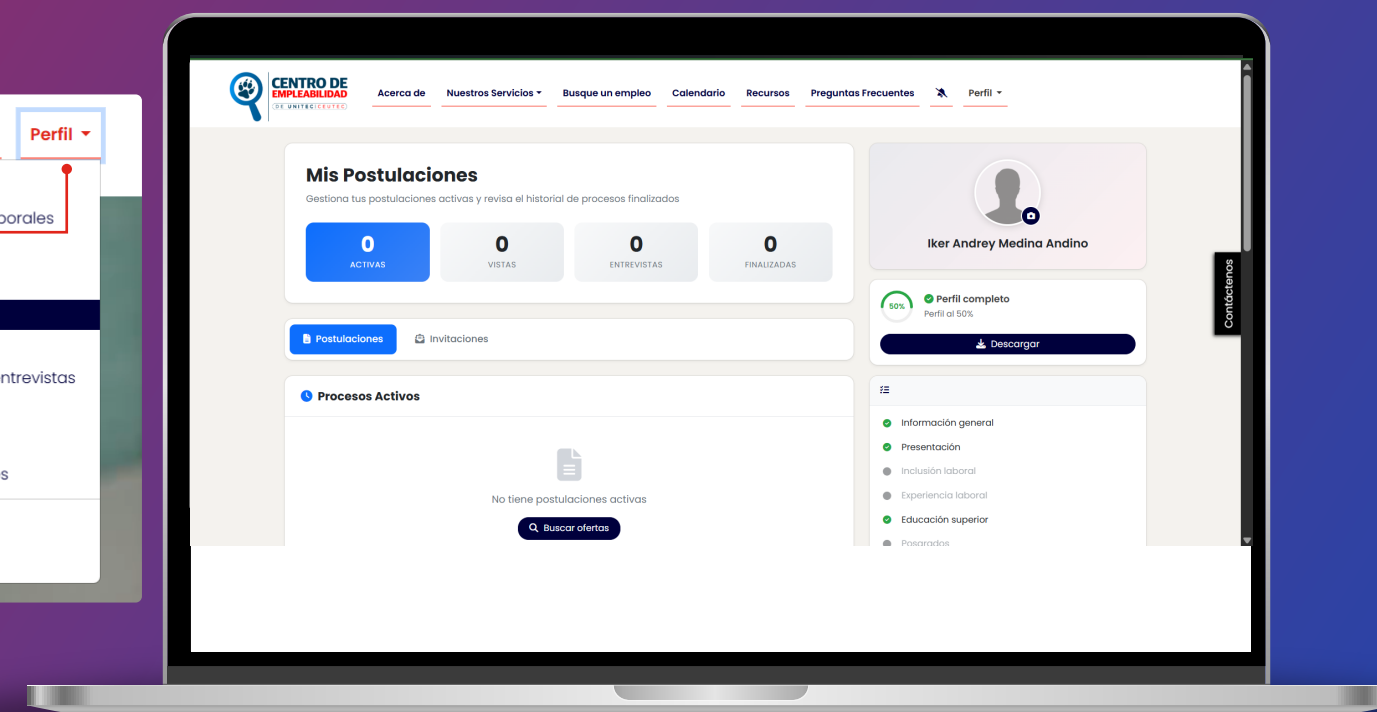 Perfil
CENTRO DE
EMPLEABILIDAD
DE UNITEC|CEUTEC
Acerca de
Nuestros Servicios
Busque un empleo
Calendario
Recursos
Preguntas Frecuentes
Perfil
Mis Postulaciones
Gestiona tus postulaciones activas y revisa el historial de procesos finalizados
0
ACTIVAS
0
VISTAS
0
ENTREVISTAS
0
FINALIZADAS
Postulaciones
Invitaciones
Procesos Activos
No tiene postulaciones activas
Buscar ofertas
Iker Andrey Medina Andino
50%
Perfil completo
Perfil al 50%
Descargar
Información general
Presentación
Inclusión laboral
Experiencia laboral
Educación superior
Posgrados
Contáctenos